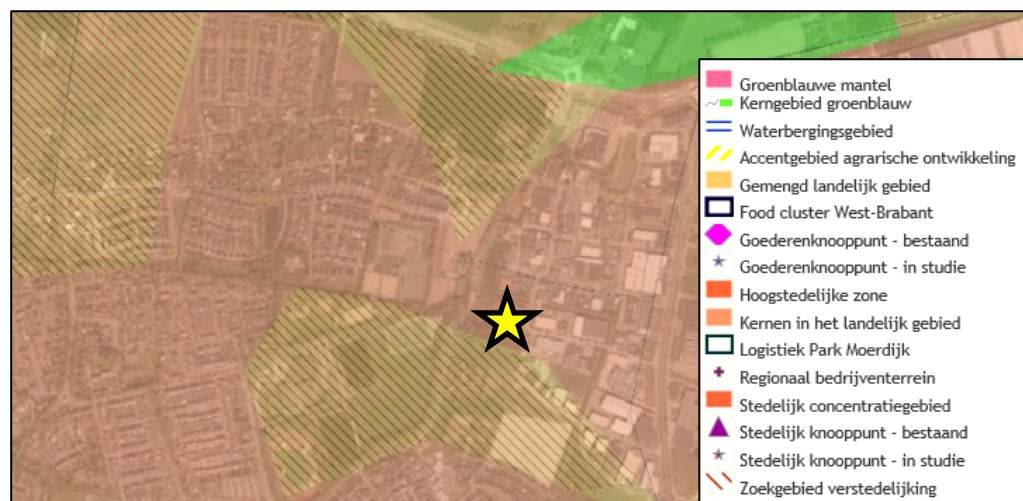 Groenblauwe mantel
Kerngebied groenblauw
Waterbergingsgebied
Accentgebied agrarische ontwikkeling
Gemengd landelijk gebied
Food cluster West-Brabant
Goederenknooppunt - bestaand
Goederenknooppunt - in studie
Hoogstedelijke zone
Kernen in het landelijk gebied
Logistiek Park Moerdijk
Regionaal bedrijventerrein
Stedelijk concentratiegebied
Stedelijk knooppunt - bestaand
Stedelijk knooppunt - in studie
Zoekgebied verstedelijking